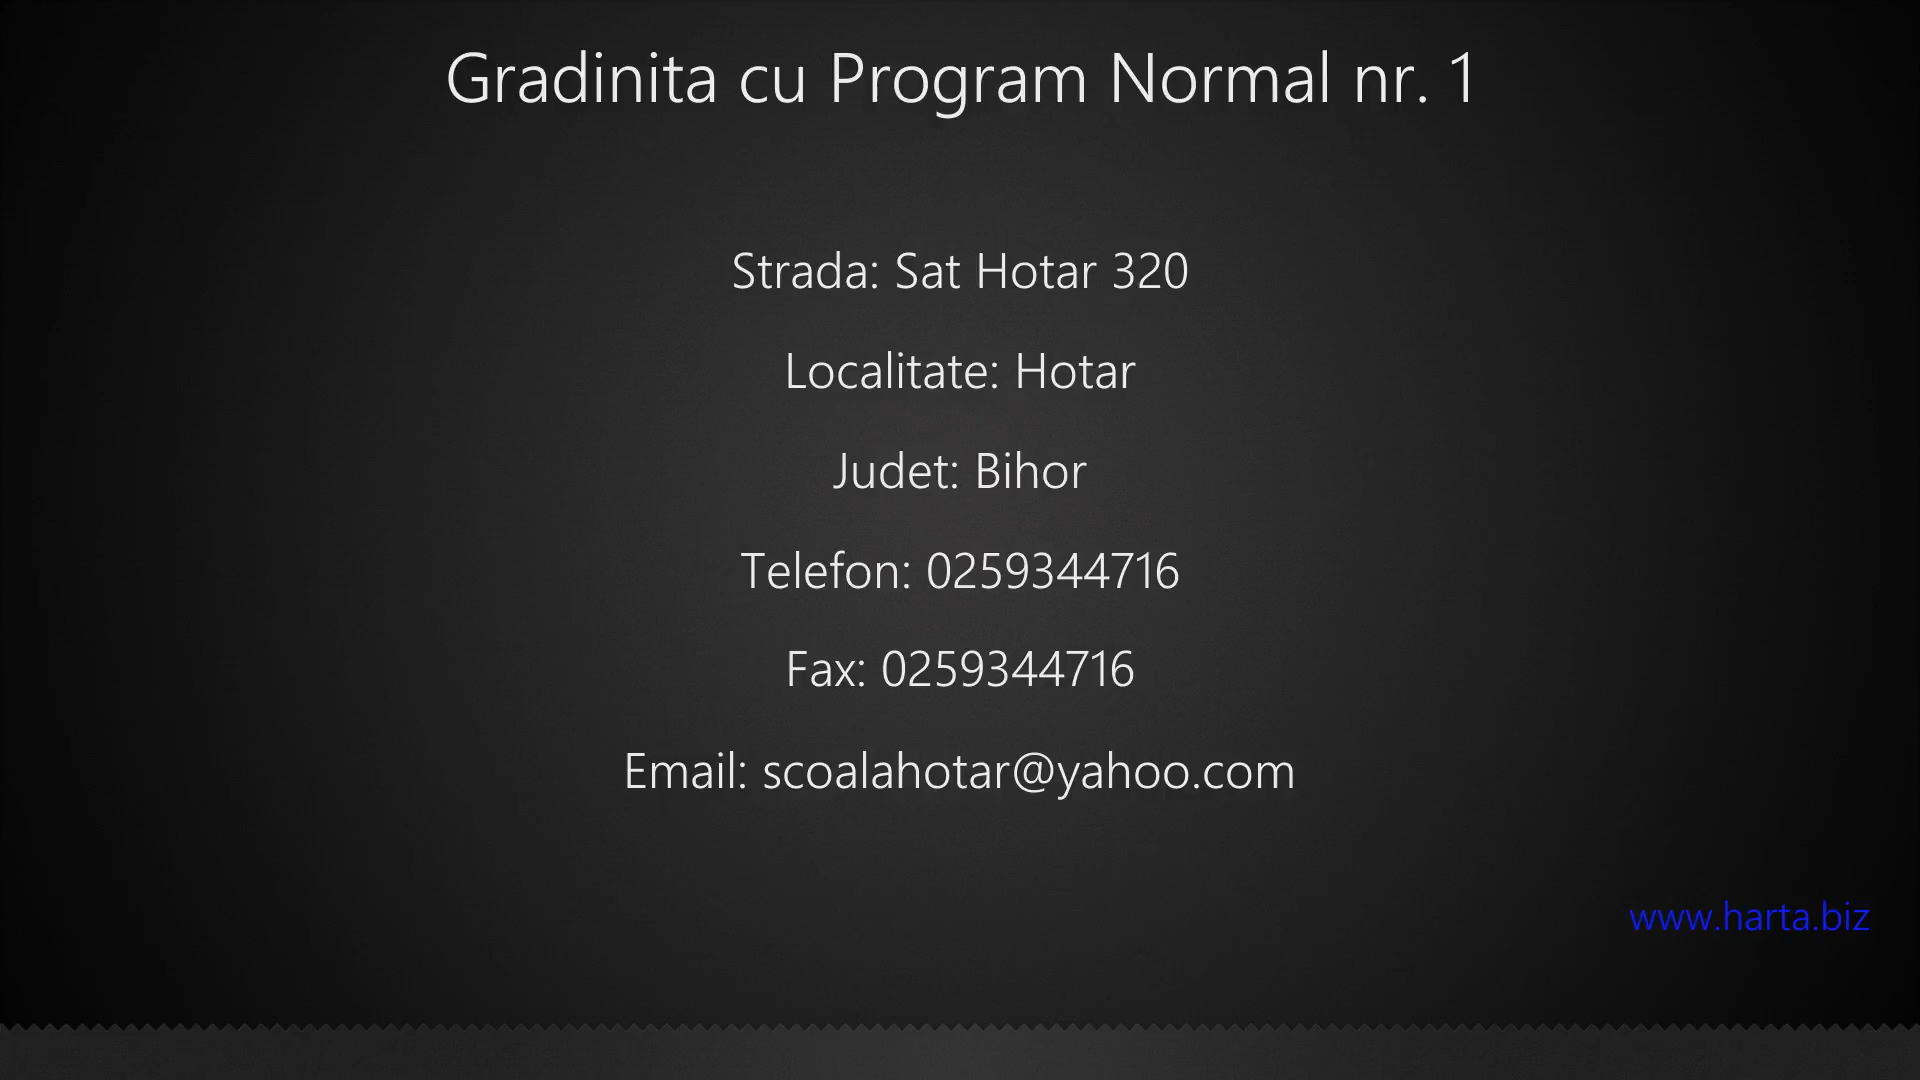 Gradinita cu Program Normal nr. 1
Strada: Sat Hotar 320
Localitate: Hotar
Judet: Bihor
Telefon: 0259344716
Fax: 0259344716
Email: scoalahotar@yahoo.com
www.harta.biz